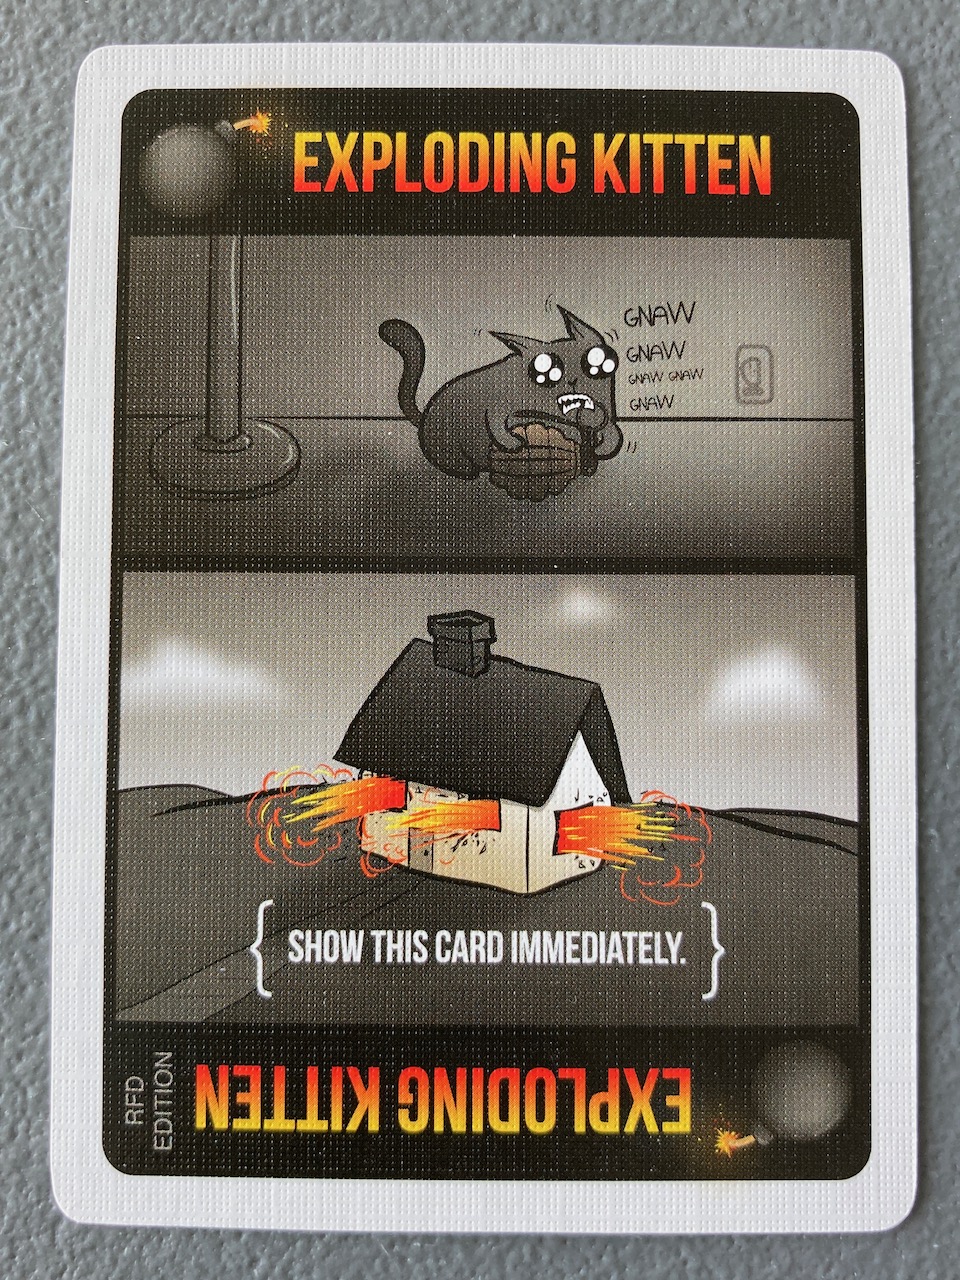 EXPLODING KITTEN
GNAW
GNAW
GNAW GNAW
GNAW
{ SHOW THIS CARD IMMEDIATELY. }
RFD
EDITION
EXPLODING KITTEN